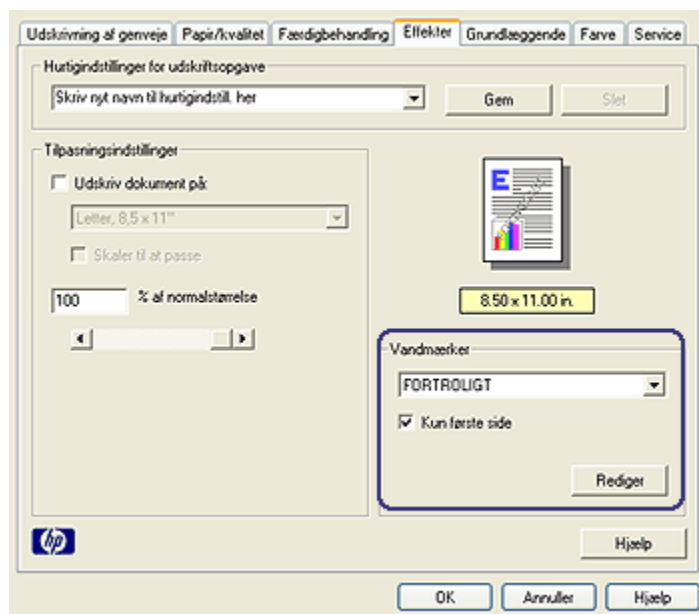 Udskrivning af genveje Papir/kvalitet Færdigbehandling Effekter Grundlæggende Farve Service
Hurtigindstillinger for udskriftsopgave
Skriv nyt navn til hurtigindstill. her Gem Slet
Tilpasningsindstillinger
Udskriv dokument på:
Letter, 8,5 x 11"
Skaler til at passe
100 % af normalstørrelse
E
8.50 x 11.00 in.
Vandmærker
FORTROLIGT
Kun første side
Rediger
hp
Hjælp
OK Annuller Hjælp